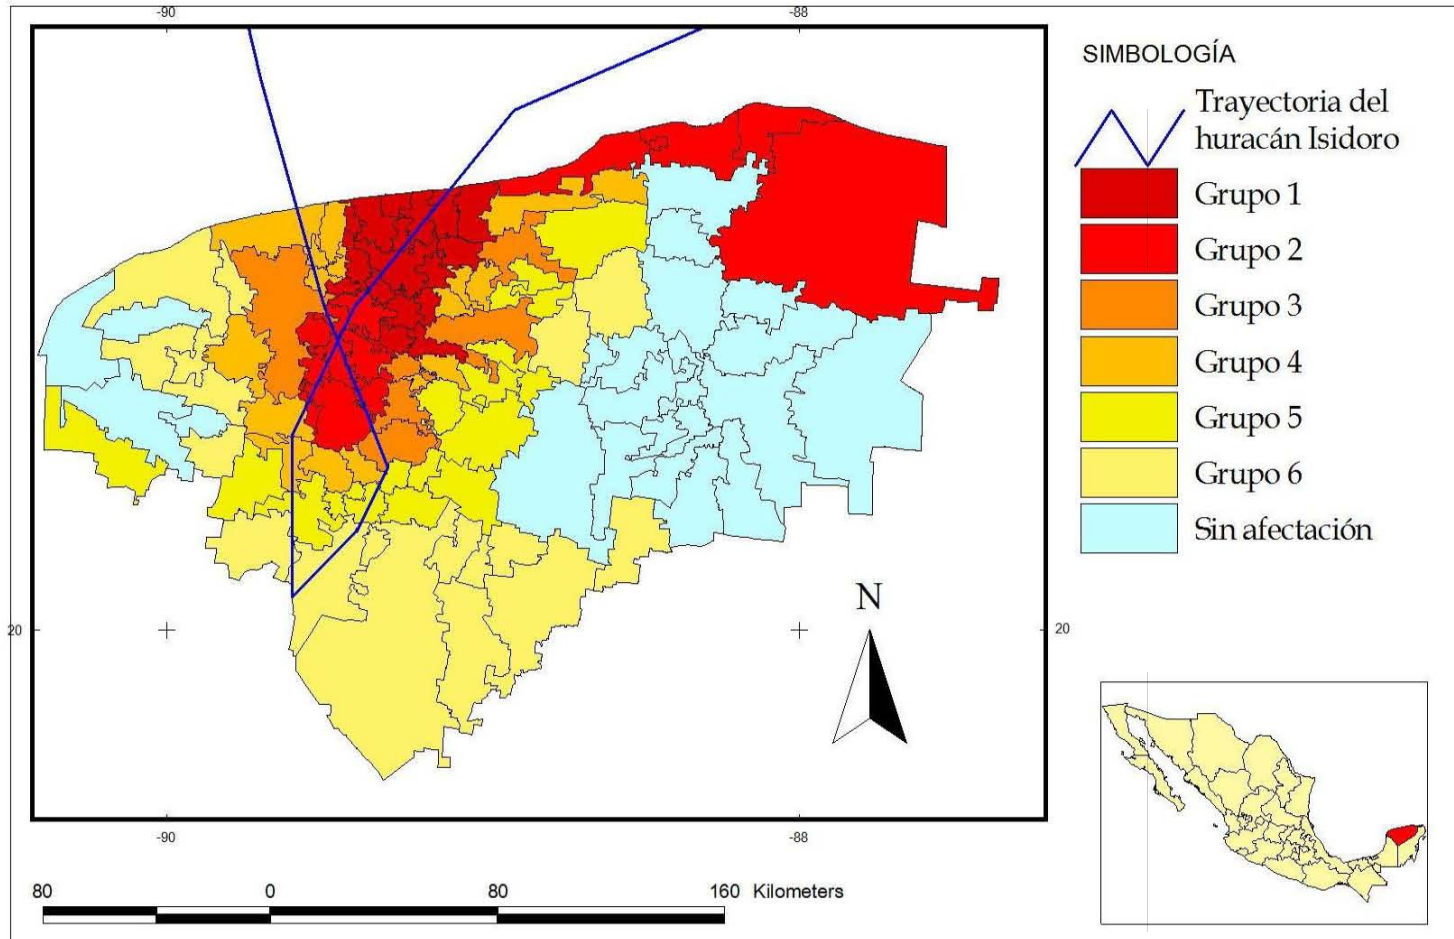 -90
-88
SIMBOLOGÍA
Trayectoria del
huracán Isidoro
Grupo 1
Grupo 2
Grupo 3
Grupo 4
Grupo 5
Grupo 6
Sin afectación
N
20
20
-90
-88
80
0
80
160 Kilometers